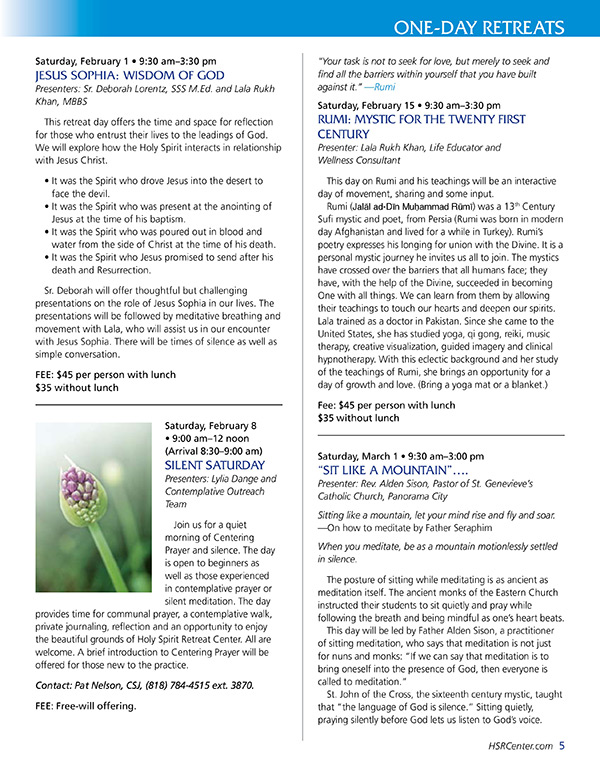 ONE-DAY RETREATS
Saturday, February 1 • 9:30 am–3:30 pm
JESUS SOPHIA: WISDOM OF GOD
Presenters: Sr. Deborah Lorentz, SSS M.Ed. and Lala Rukh
Khan, MBBS
This retreat day offers the time and space for reflection
for those who entrust their lives to the leadings of God.
We will explore how the Holy Spirit interacts in relationship
with Jesus Christ.
• It was the Spirit who drove Jesus into the desert to
face the devil.
• It was the Spirit who was present at the anointing of
Jesus at the time of his baptism.
• It was the Spirit who was poured out in blood and
water from the side of Christ at the time of his death.
• It was the Spirit who Jesus promised to send after his
death and Resurrection.
Sr. Deborah will offer thoughtful but challenging
presentations on the role of Jesus Sophia in our lives. The
presentations will be followed by meditative breathing and
movement with Lala, who will assist us in our encounter
with Jesus Sophia. There will be times of silence as well as
simple conversation.
FEE: $45 per person with lunch
$35 without lunch
Saturday, February 8
• 9:00 am–12 noon
(Arrival 8:30–9:00 am)
SILENT SATURDAY
Presenters: Lylia Dange and
Contemplative Outreach
Team
Join us for a quiet
morning of Centering
Prayer and silence. The day
is open to beginners as
well as those experienced
in contemplative prayer or
silent meditation. The day
provides time for communal prayer, a contemplative walk,
private journaling, reflection and an opportunity to enjoy
the beautiful grounds of Holy Spirit Retreat Center. All are
welcome. A brief introduction to Centering Prayer will be
offered for those new to the practice.
Contact: Pat Nelson, CSJ, (818) 784-4515 ext. 3870.
FEE: Free-will offering.
"Your task is not to seek for love, but merely to seek and
find all the barriers within yourself that you have built
against it." —Rumi
Saturday, February 15 • 9:30 am–3:30 pm
RUMI: MYSTIC FOR THE TWENTY FIRST
CENTURY
Presenter: Lala Rukh Khan, Life Educator and
Wellness Consultant
This day on Rumi and his teachings will be an interactive
day of movement, sharing and some input.
Rumi (Jalāl ad-Dīn Muḥammad Rūmī) was a 13th Century
Sufi mystic and poet, from Persia (Rumi was born in modern
day Afghanistan and lived for a while in Turkey). Rumi's
poetry expresses his longing for union with the Divine. It is a
personal mystic journey he invites us all to join. The mystics
have crossed over the barriers that all humans face; they
have, with the help of the Divine, succeeded in becoming
One with all things. We can learn from them by allowing
their teachings to touch our hearts and deepen our spirits.
Lala trained as a doctor in Pakistan. Since she came to the
United States, she has studied yoga, qi gong, reiki, music
therapy, creative visualization, guided imagery and clinical
hypnotherapy. With this eclectic background and her study
of the teachings of Rumi, she brings an opportunity for a
day of growth and love. (Bring a yoga mat or a blanket.)
Fee: $45 per person with lunch
$35 without lunch
Saturday, March 1 • 9:30 am–3:00 pm
"SIT LIKE A MOUNTAIN"….
Presenter: Rev. Alden Sison, Pastor of St. Genevieve's
Catholic Church, Panorama City
Sitting like a mountain, let your mind rise and fly and soar.
—On how to meditate by Father Seraphim
When you meditate, be as a mountain motionlessly settled
in silence.
The posture of sitting while meditating is as ancient as
meditation itself. The ancient monks of the Eastern Church
instructed their students to sit quietly and pray while
following the breath and being mindful as one's heart beats.
This day will be led by Father Alden Sison, a practitioner
of sitting meditation, who says that meditation is not just
for nuns and monks: "If we can say that meditation is to
bring oneself into the presence of God, then everyone is
called to meditation."
St. John of the Cross, the sixteenth century mystic, taught
that "the language of God is silence." Sitting quietly,
praying silently before God lets us listen to God's voice.
HSRCenter.com 5